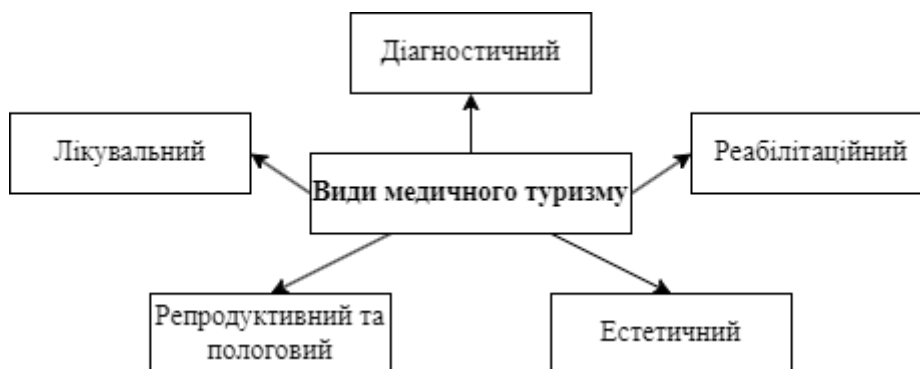 Діагностичний
Лікувальний
Реабілітаційний
Види медичного туризму
Репродуктивний та
пологовий
Естетичний